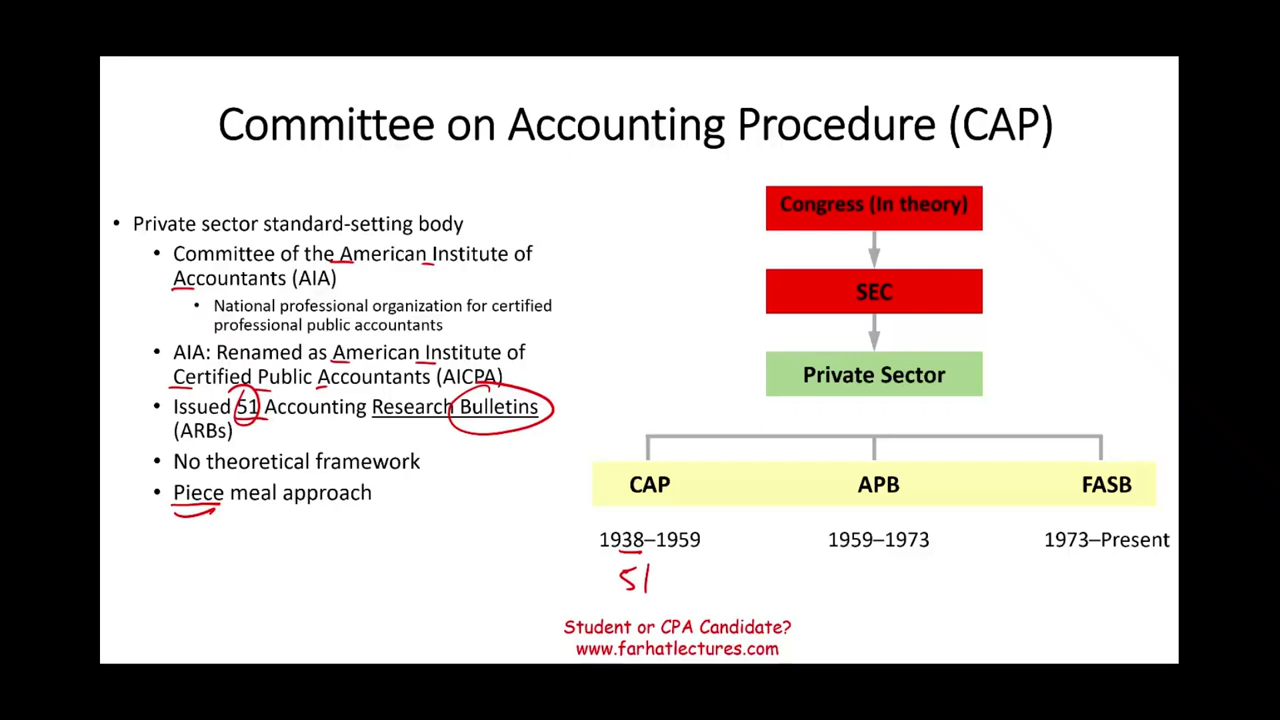 Committee on Accounting Procedure (CAP)
• Private sector standard-setting body
• Committee of the American Institute of
Accountants (AIA)
• National professional organization for certified
professional public accountants
• AIA: Renamed as American Institute of
Certified Public Accountants (AICPA)
• Issued 51 Accounting Research Bulletins
(ARBs)
• No theoretical framework
• Piece meal approach
Congress (In theory)
SEC
Private Sector
CAP APB FASB
1938–1959 1959–1973 1973–Present
51
Student or CPA Candidate?
www.farhatlectures.com